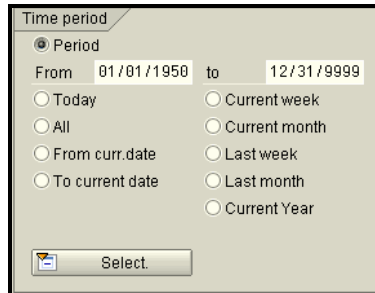 Time period
Period
From 01/01/1950 to 12/31/9999
Today Current week
All Current month
From curr.date Last week
To current date Last month
Current Year
Select.